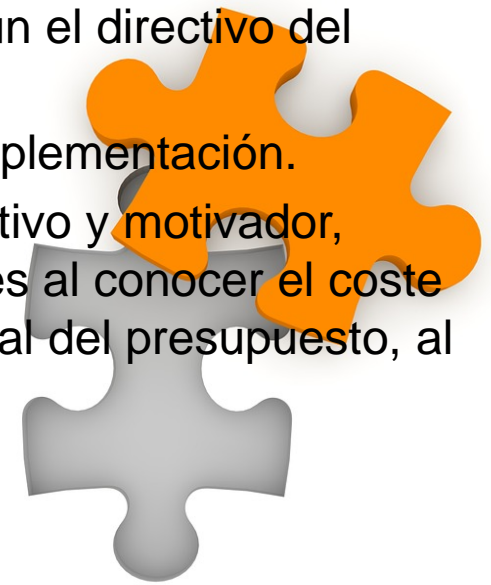 un el directivo del
plementación.
tivo y motivador,
es al conocer el coste
al del presupuesto, al